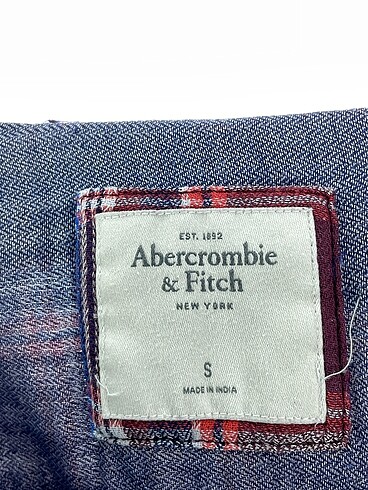 EST. 1892
Abercrombie
& Fitch
NEW YORK
S
MADE IN INDIA